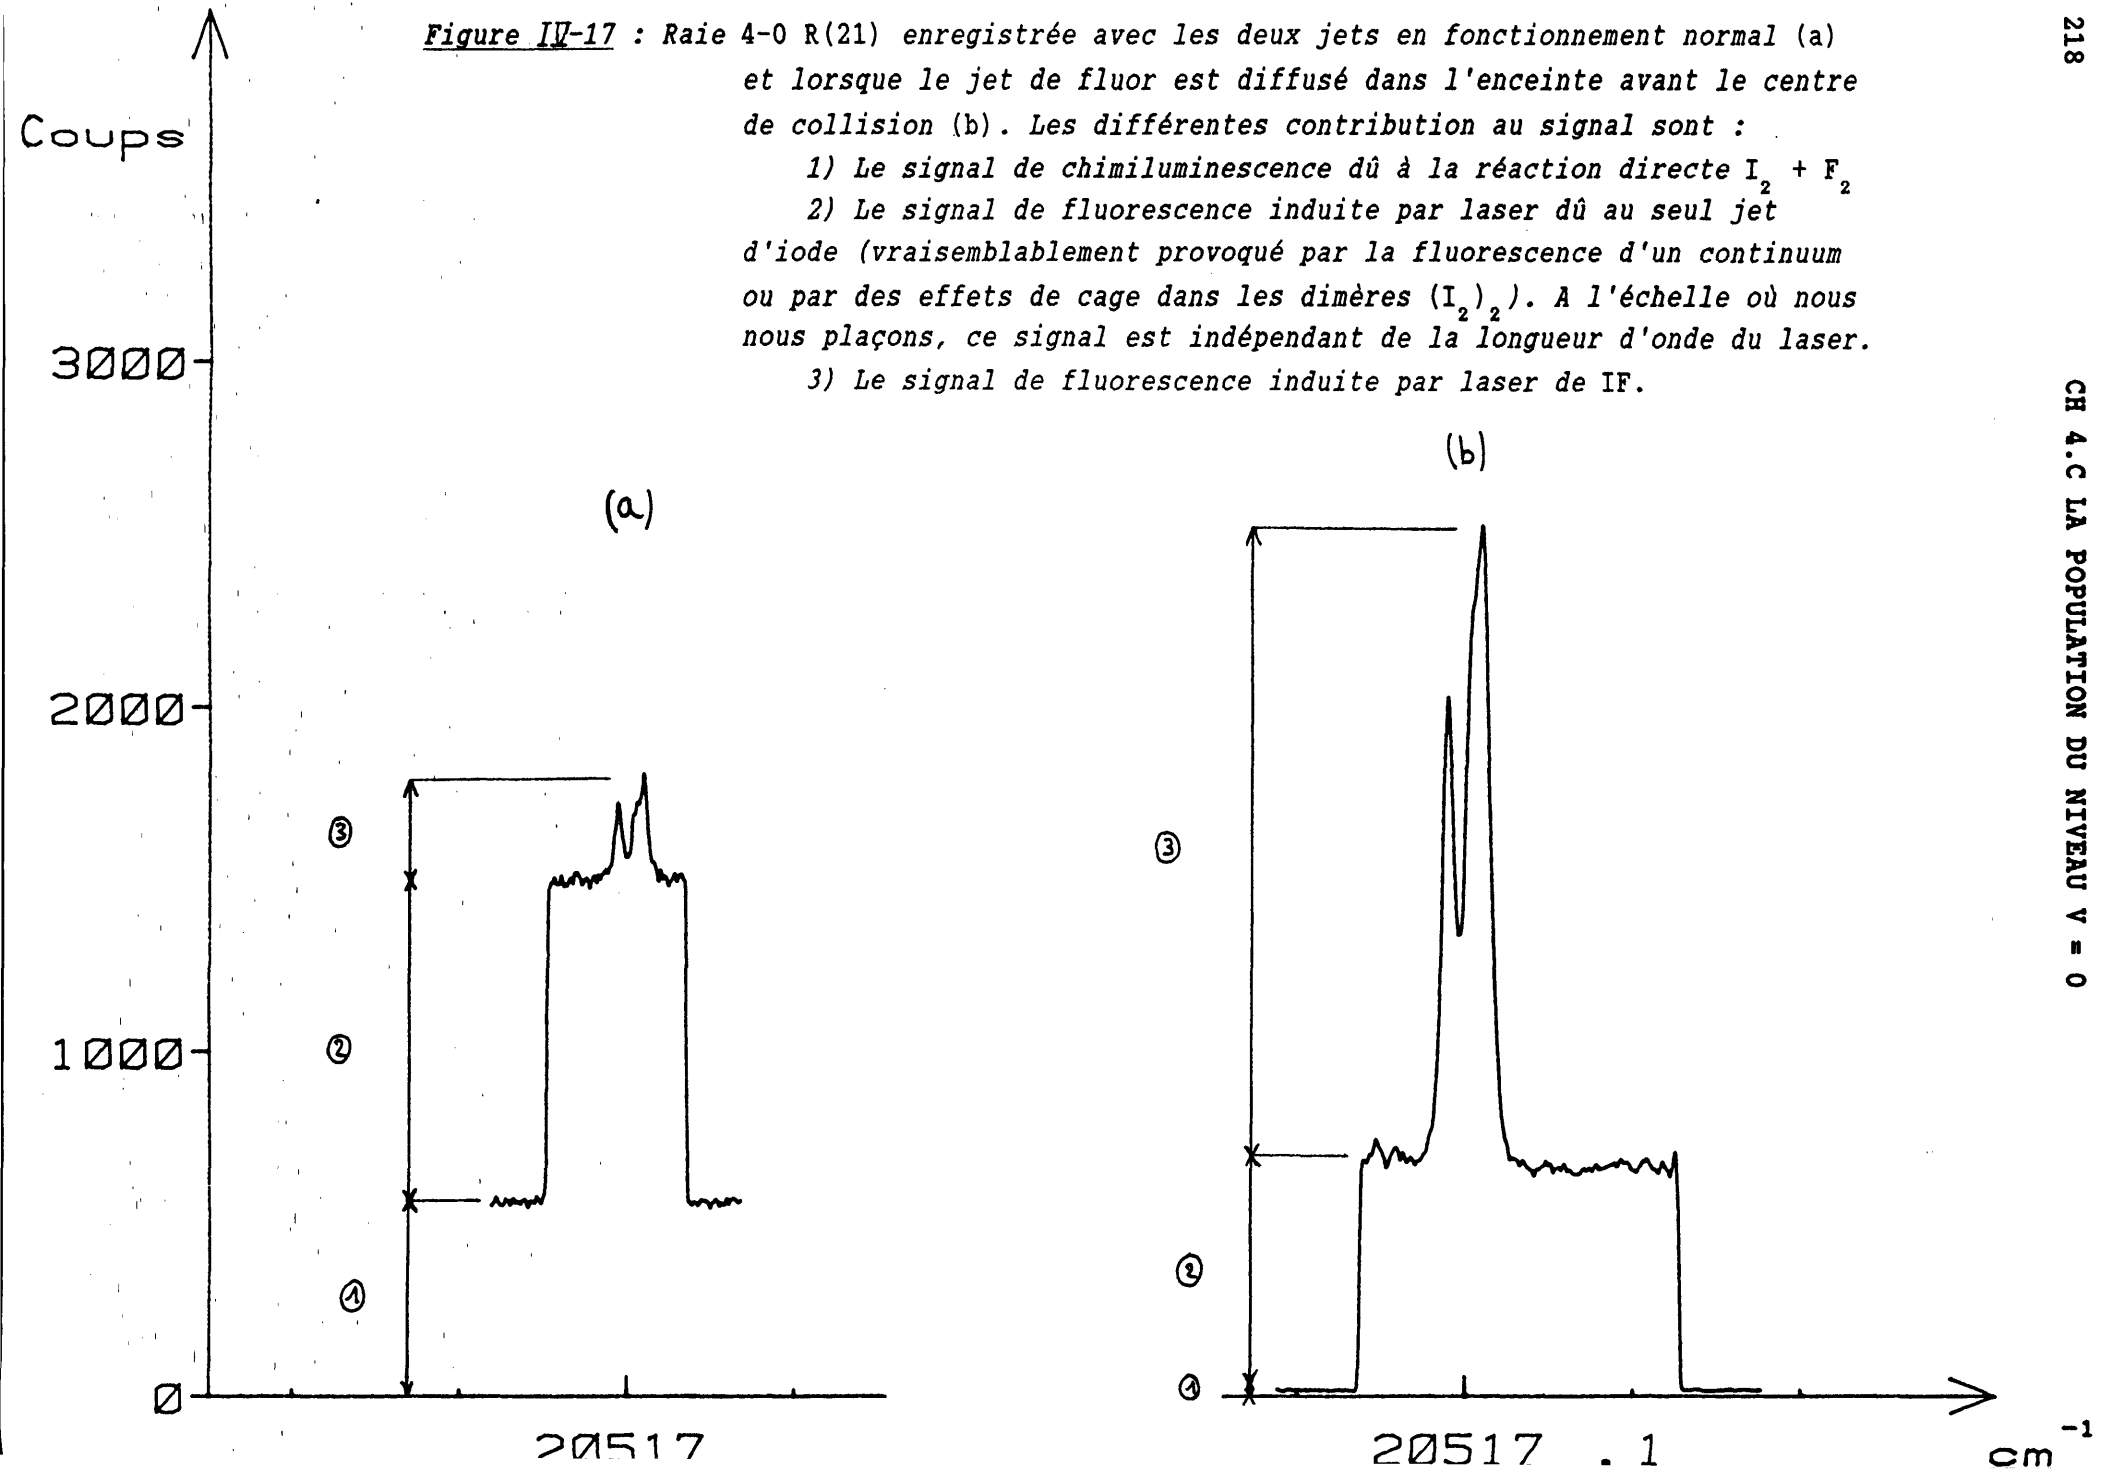 Figure IV-17 : Raie 4-0 R(21) enregistrée avec les deux jets en fonctionnement normal (a)
et lorsque le jet de fluor est diffusé dans l'enceinte avant le centre
de collision (b). Les différentes contribution au signal sont :
1) Le signal de chimiluminescence dû à la réaction directe I₂ + F₂
2) Le signal de fluorescence induite par laser dû au seul jet
d'iode (vraisemblablement provoqué par la fluorescence d'un continuum
ou par des effets de cage dans les dimères (I₂)₂). A l'échelle où nous
nous plaçons, ce signal est indépendant de la longueur d'onde du laser.
3) Le signal de fluorescence induite par laser de IF.
218
CH 4.C LA POPULATION DU NIVEAU V = 0
Coups
3000
2000
1000
0
(a)
③
②
①
(b)
③
②
①
20517
20517 . 1
cm⁻¹